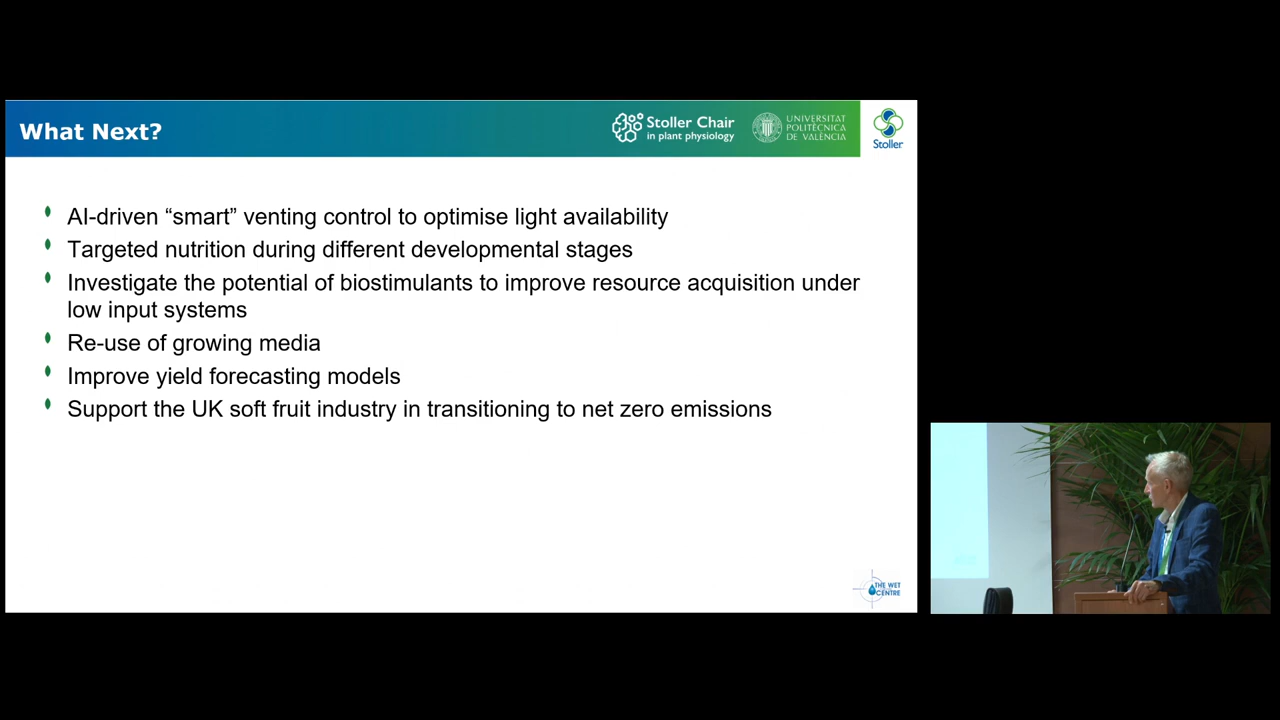 What Next?
Stoller Chair
in plant physiology
UNIVERSITAT
POLITÈCNICA
DE VALÈNCIA
Stoller
AI-driven “smart” venting control to optimise light availability
Targeted nutrition during different developmental stages
Investigate the potential of biostimulants to improve resource acquisition under
low input systems
Re-use of growing media
Improve yield forecasting models
Support the UK soft fruit industry in transitioning to net zero emissions
THE WET
CENTRE